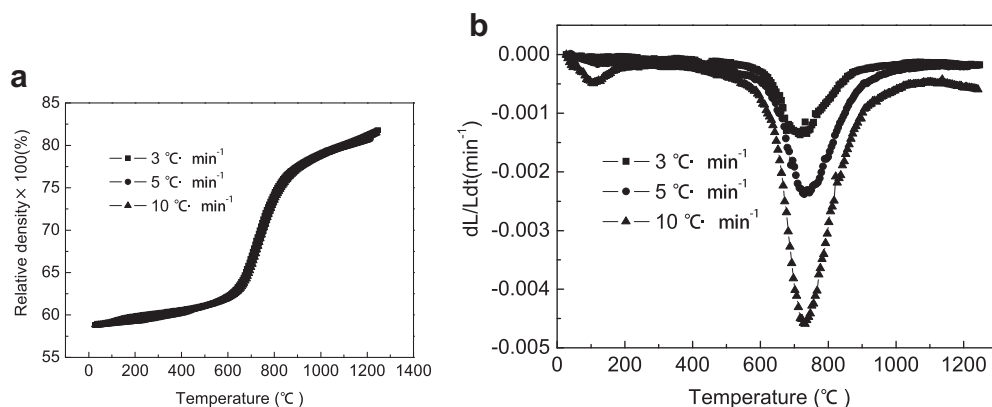 a
85
80
75
70
65
60
55
Relative density × 100(%)
3 ℃· min⁻¹
5 ℃· min⁻¹
10 ℃· min⁻¹
0 200 400 600 800 1000 1200 1400
Temperature (℃)
b
0.000
-0.001
-0.002
-0.003
-0.004
-0.005
dL/Ldt(min⁻¹)
3 ℃· min⁻¹
5 ℃· min⁻¹
10 ℃· min⁻¹
0 200 400 600 800 1000 1200
Temperature (℃)